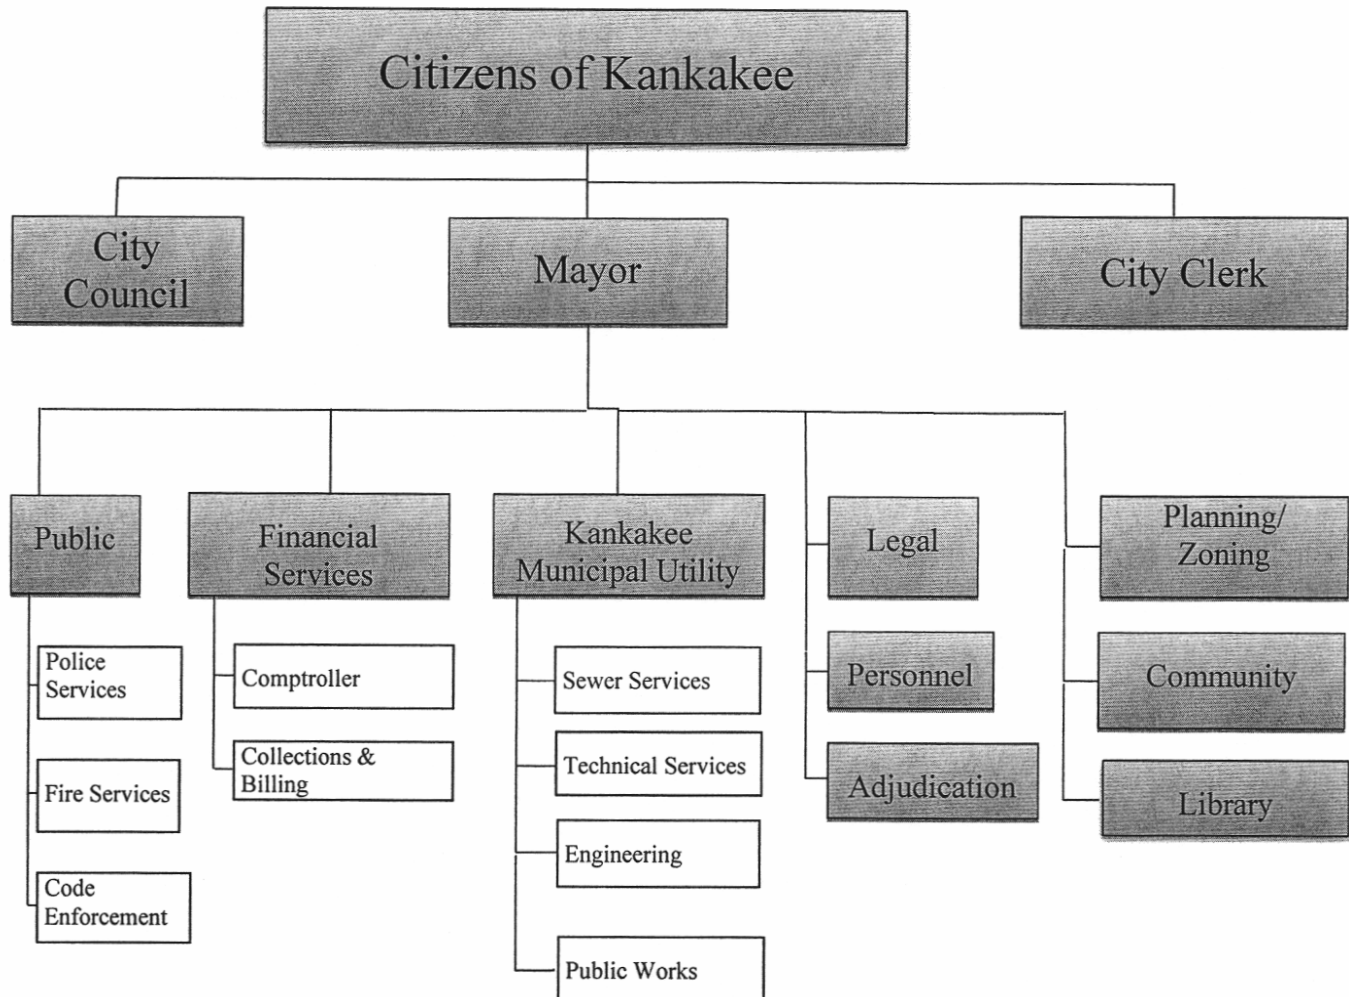 Citizens of Kankakee
City
Council
Mayor
City Clerk
Public
Financial
Services
Kankakee
Municipal Utility
Legal
Planning/
Zoning
Police
Services
Comptroller
Sewer Services
Personnel
Community
Fire Services
Collections &
Billing
Technical Services
Adjudication
Library
Code
Enforcement
Engineering
Public Works